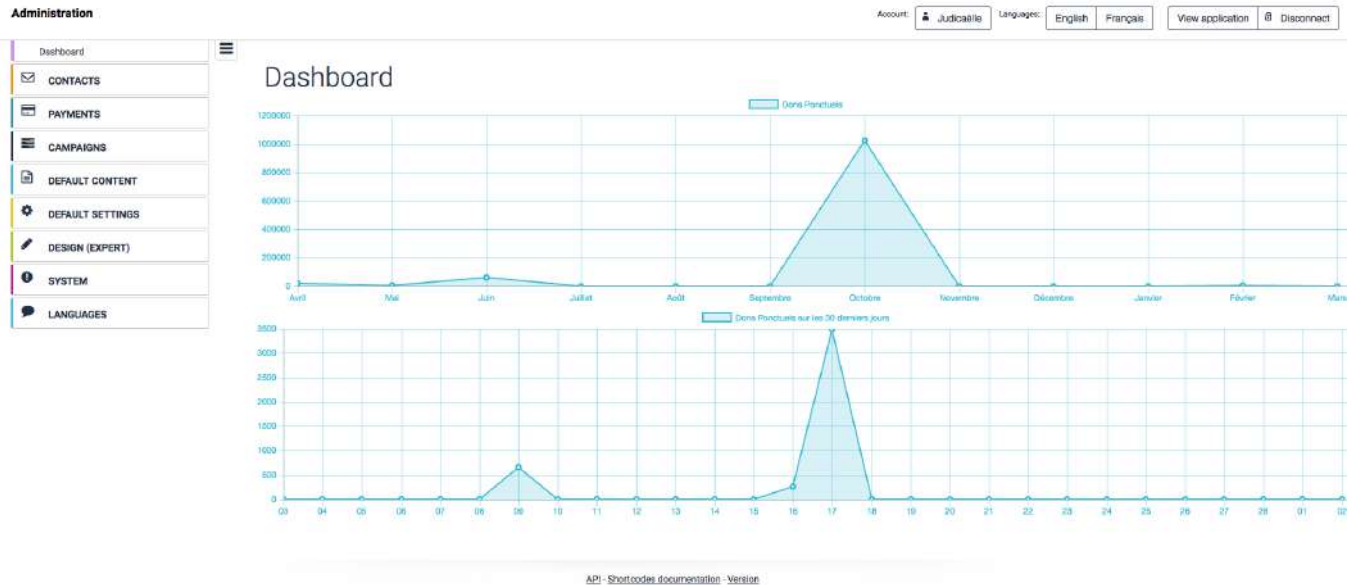 Administration
Account: Judicaëlle Languages: English Français View application Disconnect
Dashboard
CONTACTS
PAYMENTS
CAMPAIGNS
DEFAULT CONTENT
DEFAULT SETTINGS
DESIGN (EXPERT)
SYSTEM
LANGUAGES
Dashboard
Dons Ponctuels
1200000
1000000
800000
600000
400000
200000
0
Avril Mai Juin Juillet Août Septembre Octobre Novembre Décembre Janvier Février Mars
Dons Ponctuels sur les 30 derniers jours
3500
3000
2500
2000
1500
1000
500
0
03 04 05 06 07 08 09 10 11 12 13 14 15 16 17 18 19 20 21 22 23 24 25 26 27 28 01 02
API - Shortcodes documentation - Version